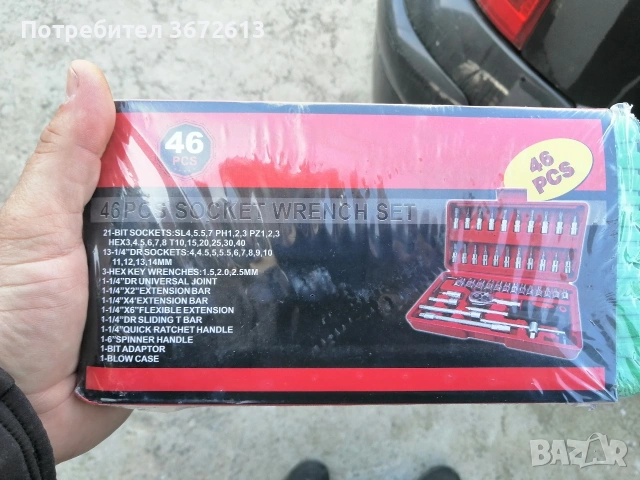 Потребител 3672613
46
PCS
46
PCS
46 PCS SOCKET WRENCH SET
21-BIT SOCKETS:SL4,5.5,7 PH1,2,3 PZ1,2,3
HEX3,4,5,6,7,8 T10,15,20,25,30,40
13-1/4"DR.SOCKETS:4,4.5,5,5.5,6,7,8,9,10
11,12,13,14MM
3-HEX KEY WRENCHES:1.5,2.0,2.5MM
1-1/4"DR UNIVERSAL JOINT
1-1/4"X2"EXTENSION BAR
1-1/4"X4'EXTENSION BAR
1-1/4"X6"FLEXIBLE EXTENSION
1-1/4"DR SLIDING T BAR
1-1/4"QUICK RATCHET HANDLE
1-6"SPINNER HANDLE
1-BIT ADAPTOR
1-BLOW CASE
BAZAR
bg